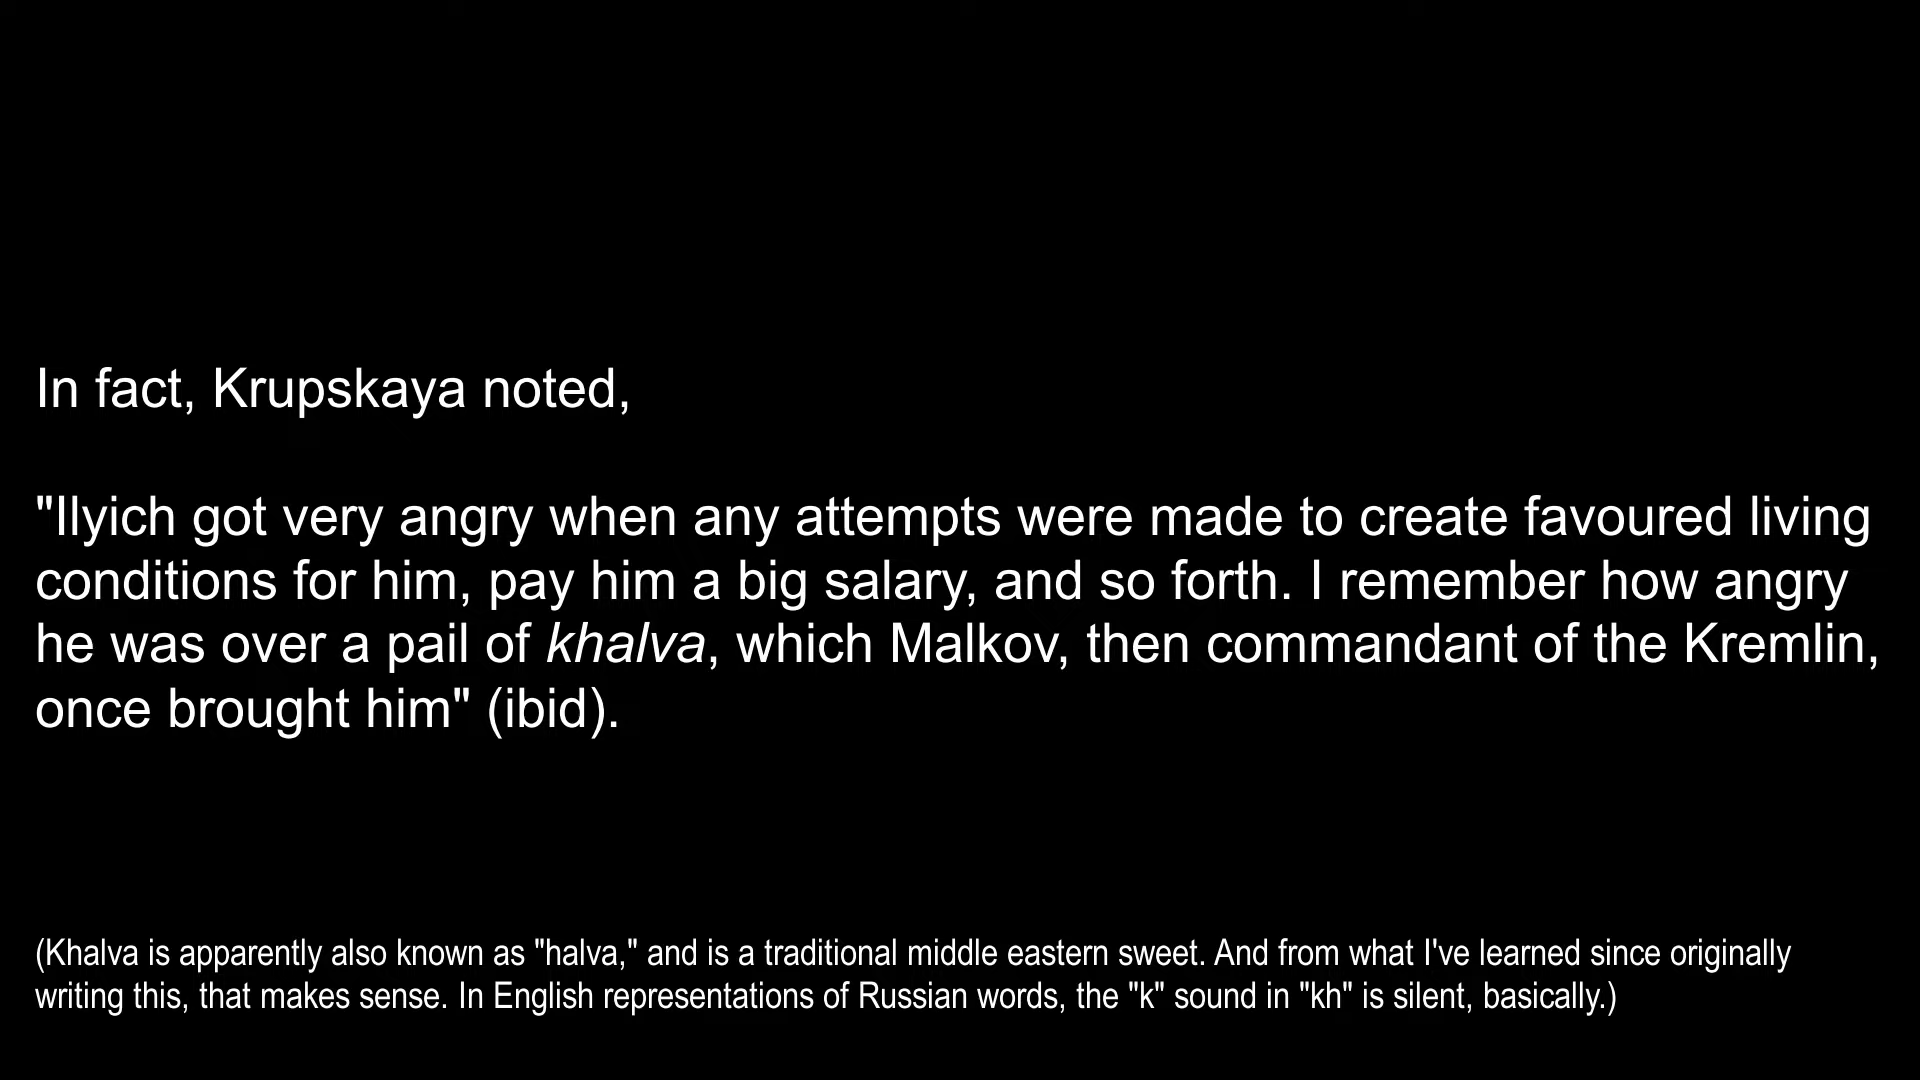 In fact, Krupskaya noted,
"Ilyich got very angry when any attempts were made to create favoured living
conditions for him, pay him a big salary, and so forth. I remember how angry
he was over a pail of khalva, which Malkov, then commandant of the Kremlin,
once brought him" (ibid).
(Khalva is apparently also known as "halva," and is a traditional middle eastern sweet. And from what I've learned since originally
writing this, that makes sense. In English representations of Russian words, the "k" sound in "kh" is silent, basically.)